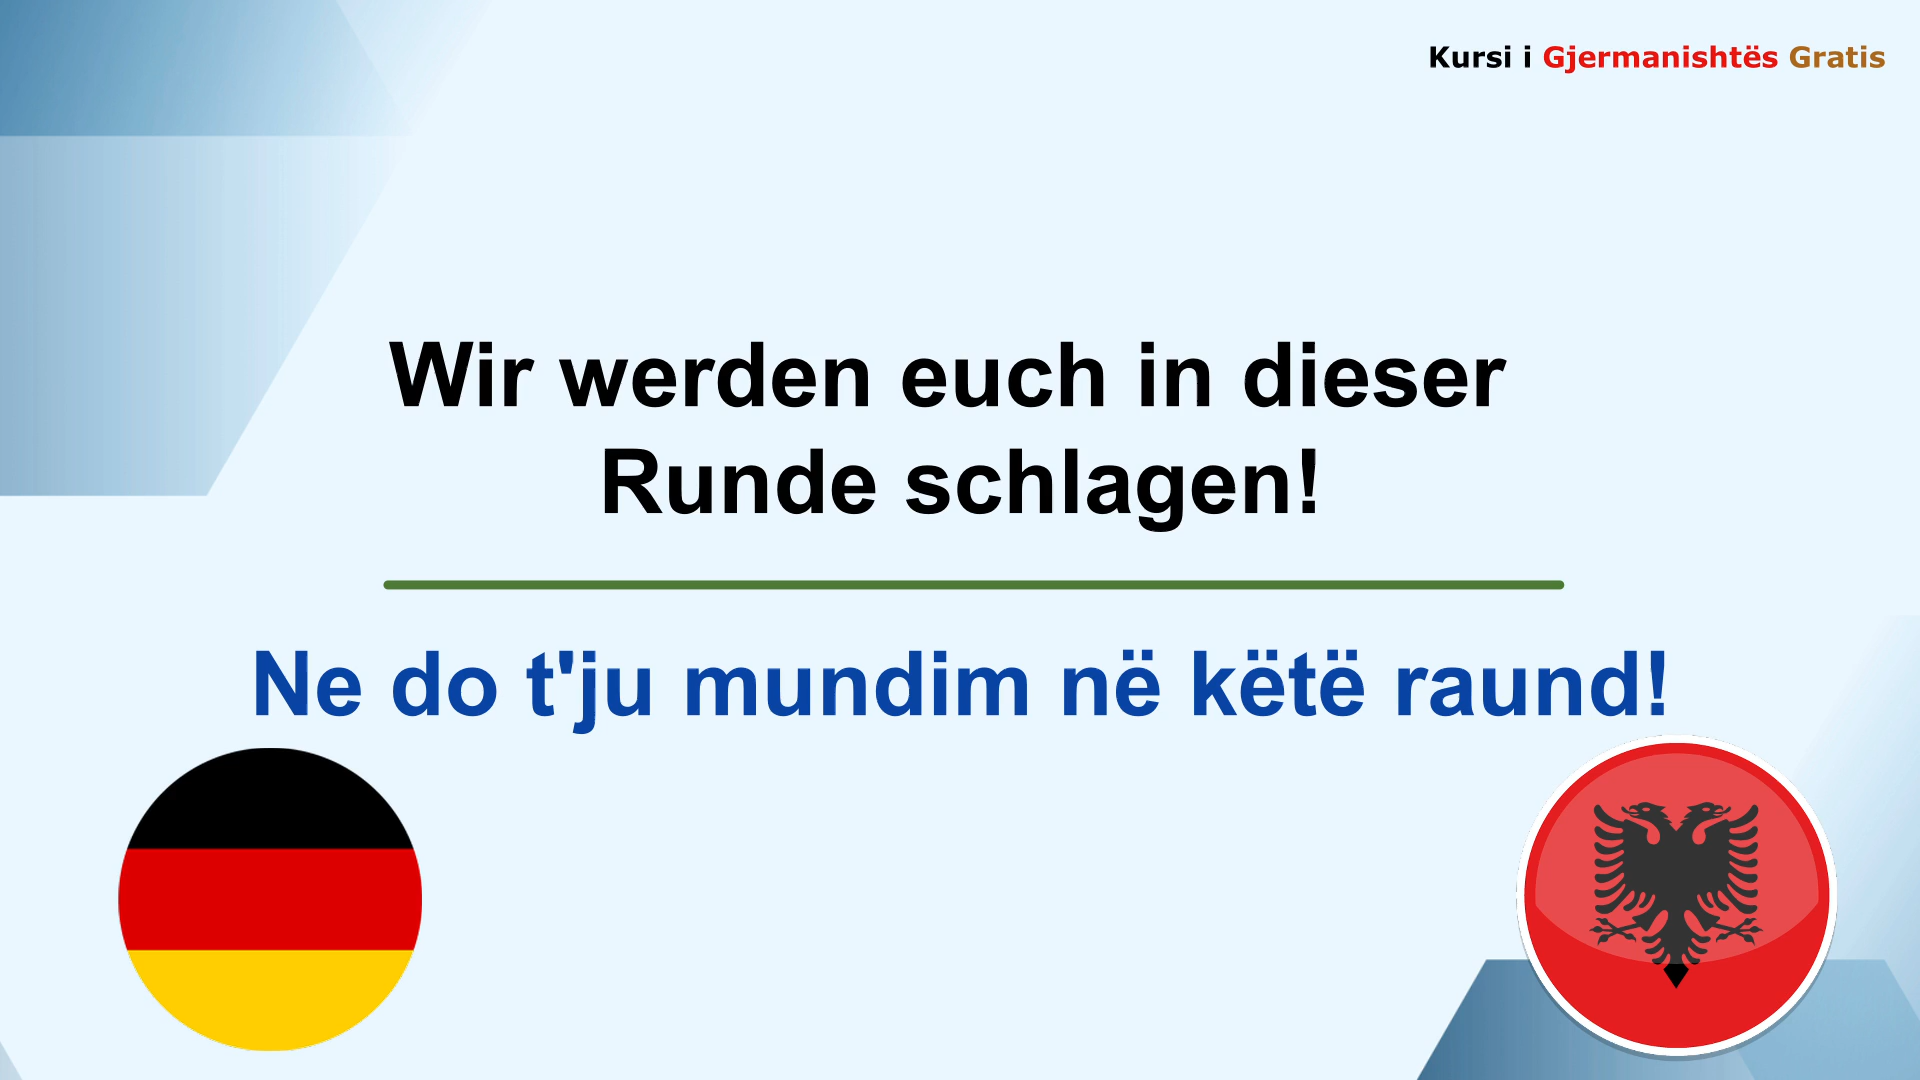 Kursi i Gjermanishtës Gratis
Wir werden euch in dieser
Runde schlagen!
Ne do t'ju mundim në këtë raund!